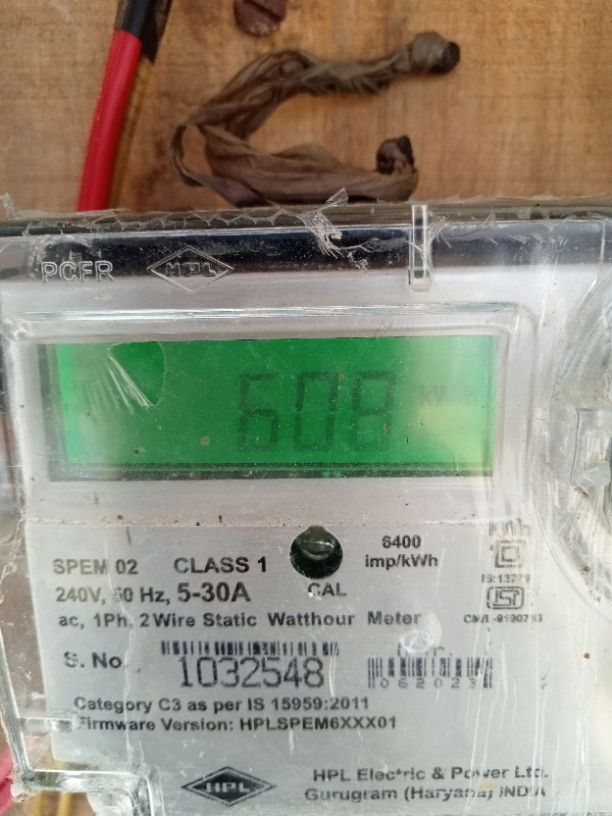 PCFR HPL
608 kWh
SPEM 02 CLASS 1
6400
imp/kWh
240V, 50 Hz, 5-30A
CAL
ac, 1Ph, 2 Wire Static Watthour Meter
S. No. 1032548
062023
Category C3 as per IS 15959:2011
Firmware Version: HPLSPEM6XXX01
HPL
HPL Electric & Power Ltd.
Gurugram (Haryana) INDIA